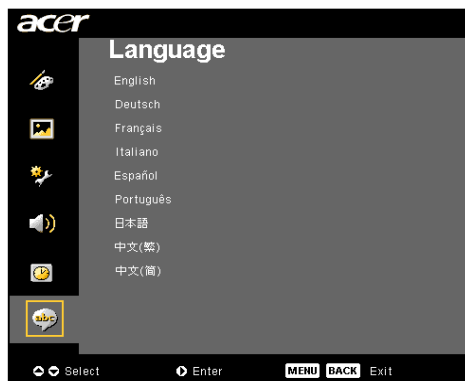 acer
Language
English
Deutsch
Français
Italiano
Español
Português
日本語
中文(繁)
中文(简)
abc
Select Enter MENU BACK Exit